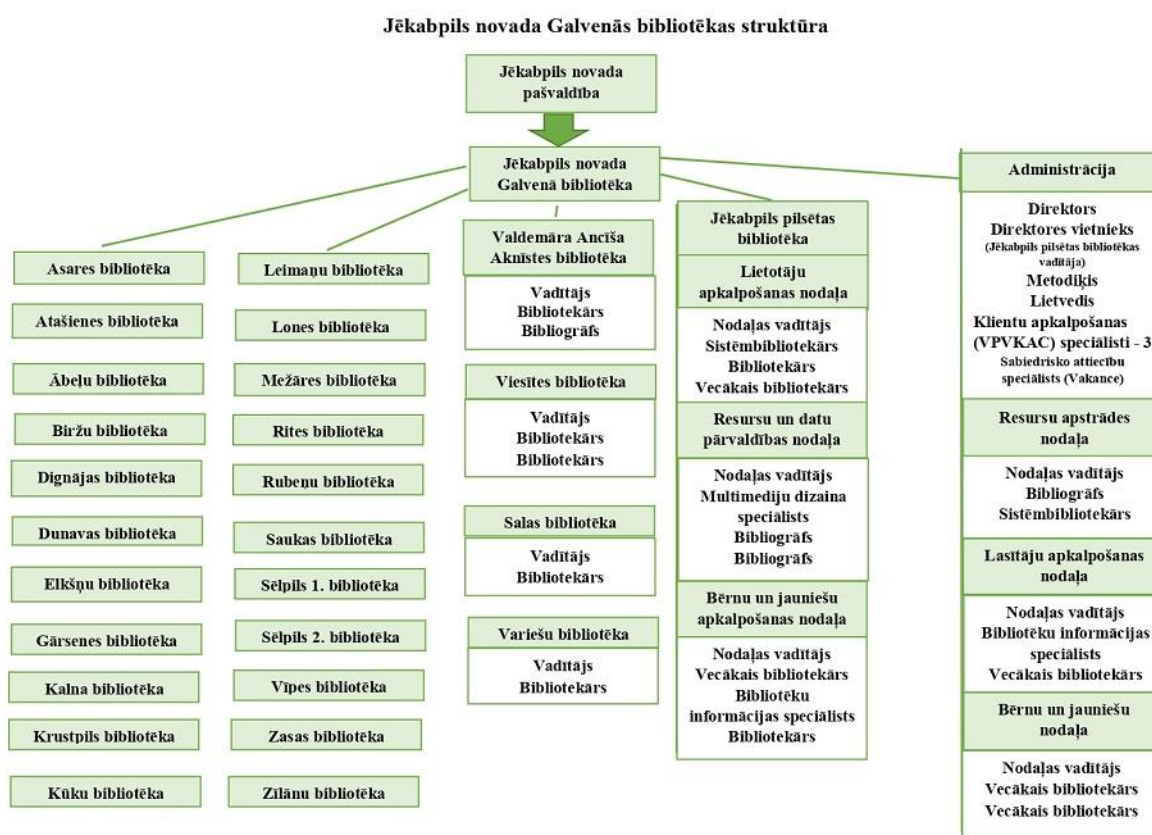 Jēkabpils novada Galvenās bibliotēkas struktūra
Jēkabpils novada
pašvaldība
Jēkabpils novada
Galvenā bibliotēka
Asares bibliotēka
Atašienes bibliotēka
Ābeļu bibliotēka
Biržu bibliotēka
Dignājas bibliotēka
Dunavas bibliotēka
Elkšņu bibliotēka
Gārsenes bibliotēka
Kalna bibliotēka
Krustpils bibliotēka
Kūku bibliotēka
Leimaņu bibliotēka
Lones bibliotēka
Mežāres bibliotēka
Rites bibliotēka
Rubeņu bibliotēka
Saukas bibliotēka
Sēlpils 1. bibliotēka
Sēlpils 2. bibliotēka
Vīpes bibliotēka
Zasas bibliotēka
Zīlānu bibliotēka
Valdemāra Ancīša
Aknīstes bibliotēka
Vadītājs
Bibliotekārs
Bibliogrāfs
Viesītes bibliotēka
Vadītājs
Bibliotekārs
Bibliotekārs
Salas bibliotēka
Vadītājs
Bibliotekārs
Variešu bibliotēka
Vadītājs
Bibliotekārs
Jēkabpils pilsētas
bibliotēka
Lietotāju
apkalpošanas nodaļa
Nodaļas vadītājs
Sistēmbibliotekārs
Bibliotekārs
Vecākais bibliotekārs
Resursu un datu
pārvaldības nodaļa
Nodaļas vadītājs
Multimediju dizaina
speciālists
Bibliogrāfs
Bibliogrāfs
Bērnu un jauniešu
apkalpošanas nodaļa
Nodaļas vadītājs
Vecākais bibliotekārs
Bibliotēku
informācijas speciālists
Bibliotekārs
Administrācija
Direktors
Direktores vietnieks
(Jēkabpils pilsētas bibliotēkas
vadītāja)
Metodiķis
Lietvedis
Klientu apkalpošanas
(VPVKAC) speciālisti - 3
Sabiedrisko attiecību
speciālists (Vakance)
Resursu apstrādes
nodaļa
Nodaļas vadītājs
Bibliogrāfs
Sistēmbibliotekārs
Lasītāju apkalpošanas
nodaļa
Nodaļas vadītājs
Bibliotēku informācijas
speciālists
Vecākais bibliotekārs
Bērnu un jauniešu
nodaļa
Nodaļas vadītājs
Vecākais bibliotekārs
Vecākais bibliotekārs